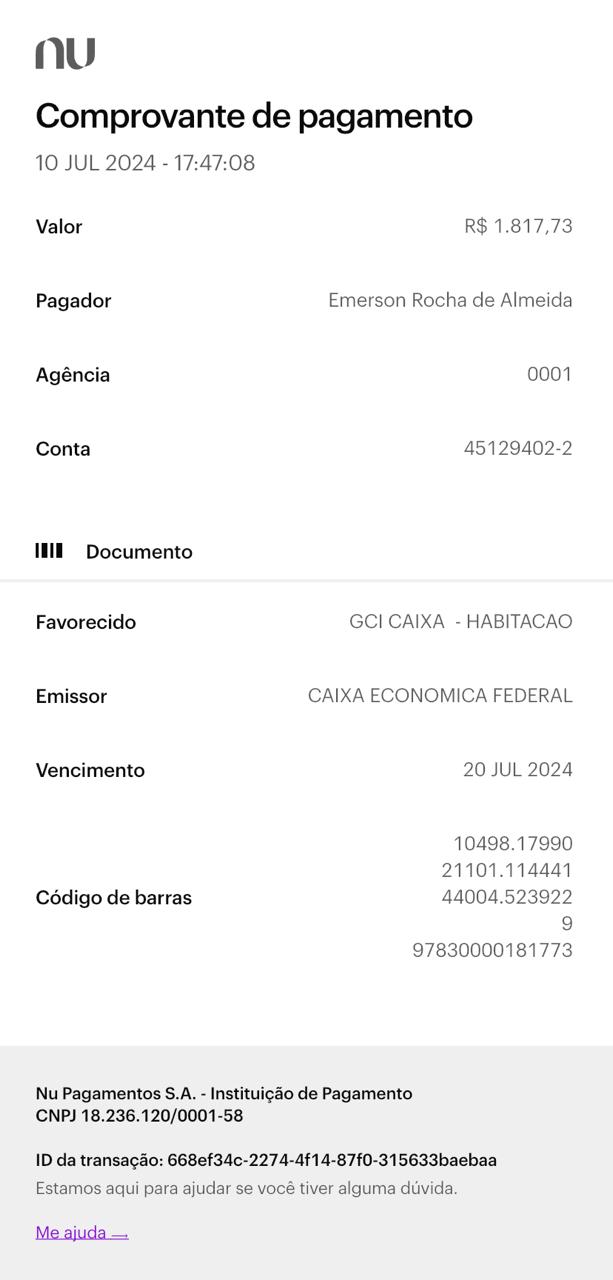 nu
Comprovante de pagamento
10 JUL 2024 - 17:47:08
Valor R$ 1.817,73
Pagador Emerson Rocha de Almeida
Agência 0001
Conta 45129402-2
Documento
Favorecido GCI CAIXA  - HABITACAO
Emissor CAIXA ECONOMICA FEDERAL
Vencimento 20 JUL 2024
10498.17990
21101.114441
Código de barras 44004.523922
9
97830000181773
Nu Pagamentos S.A. - Instituição de Pagamento
CNPJ 18.236.120/0001-58
ID da transação: 668ef34c-2274-4f14-87f0-315633baebaa
Estamos aqui para ajudar se você tiver alguma dúvida.
Me ajuda